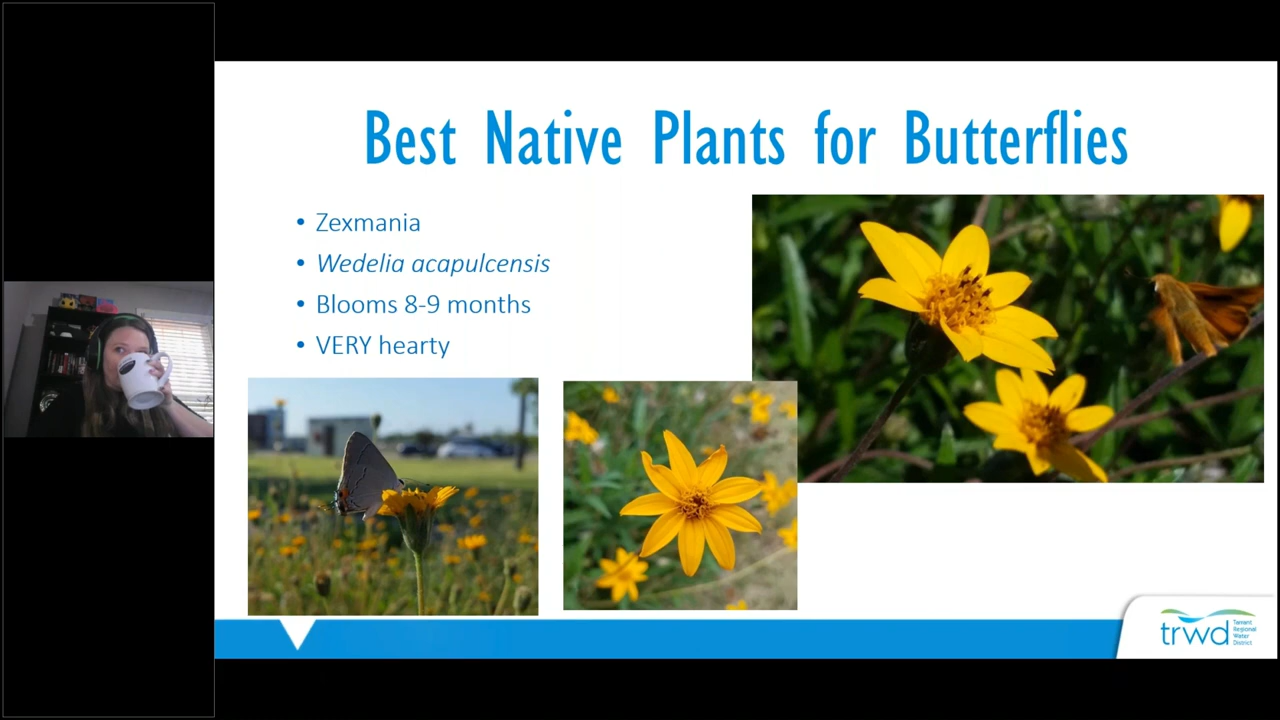 Best Native Plants for Butterflies
• Zexmania
• Wedelia acapulcensis
• Blooms 8-9 months
• VERY hearty
trwd
Tarrant
Regional
Water
District